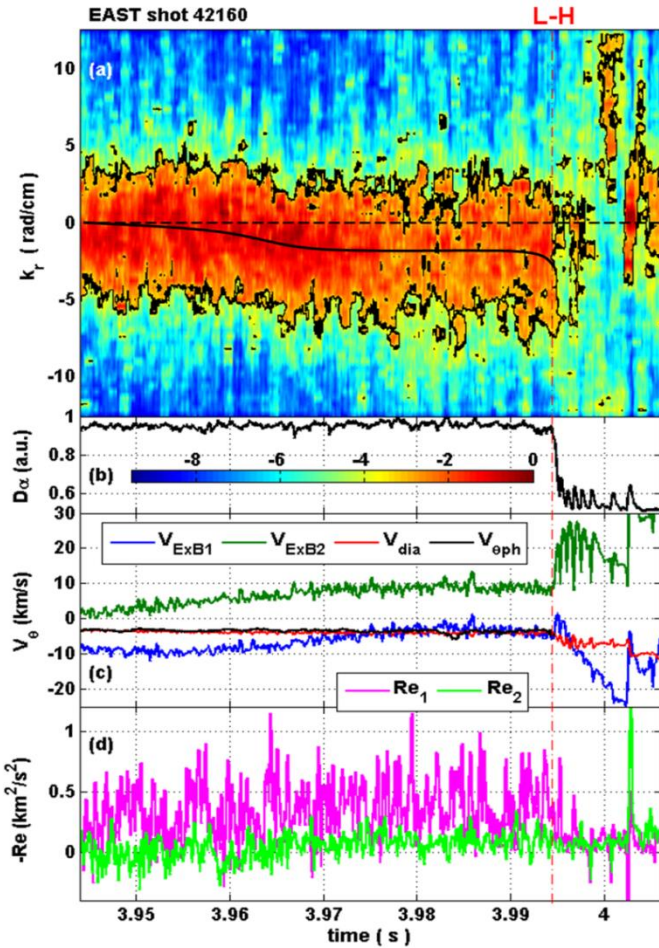 EAST shot 42160
L-H
(a)
10
5
0
-5
-10
k_r ( rad/cm)
1
0.8
0.6
30
Dα (a.u.)
(b)
-8 -6 -4 -2 0
V_ExB1 V_ExB2 V_dia V_θph
20
10
0
-10
-20
V_θ (km/s)
(c)
Re_1 Re_2
(d)
1
0.5
0
-Re (km²/s²)
3.95 3.96 3.97 3.98 3.99 4
time ( s )